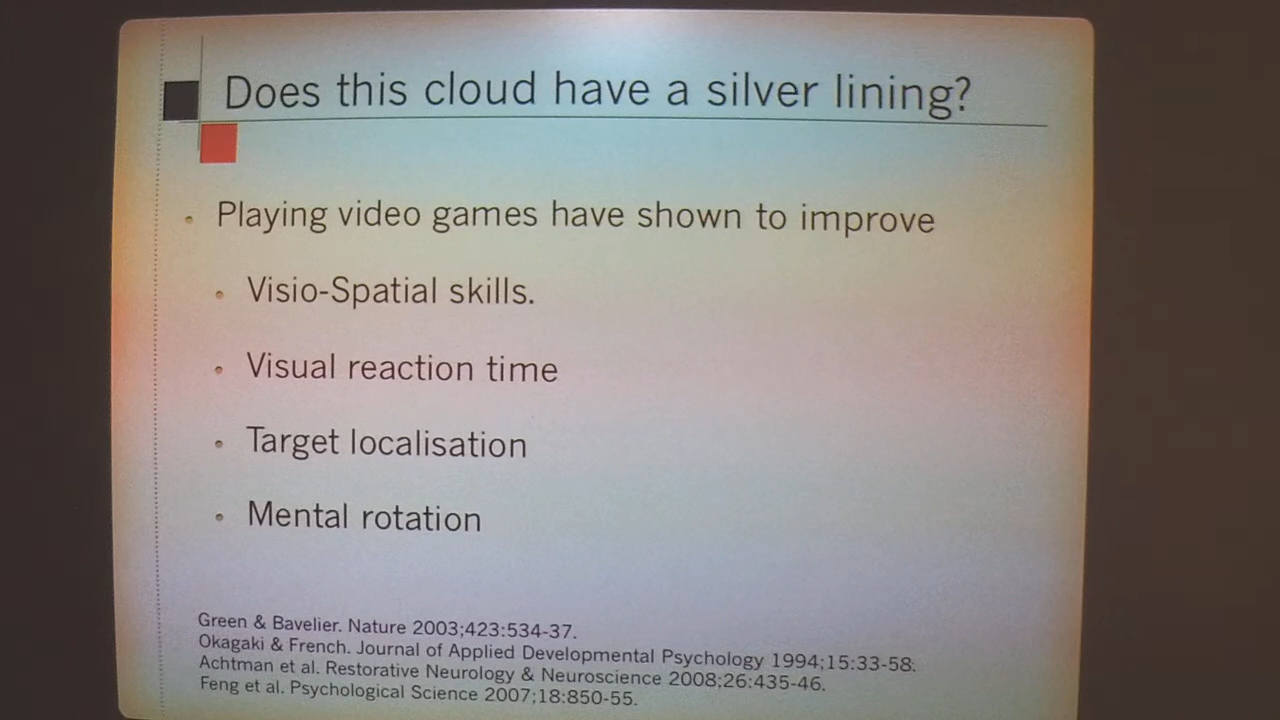 Does this cloud have a silver lining?
Playing video games have shown to improve
Visio-Spatial skills.
Visual reaction time
Target localisation
Mental rotation
Green & Bavelier. Nature 2003;423:534-37.
Okagaki & French. Journal of Applied Developmental Psychology 1994;15:33-58.
Achtman et al. Restorative Neurology & Neuroscience 2008;26:435-46.
Feng et al. Psychological Science 2007;18:850-55.